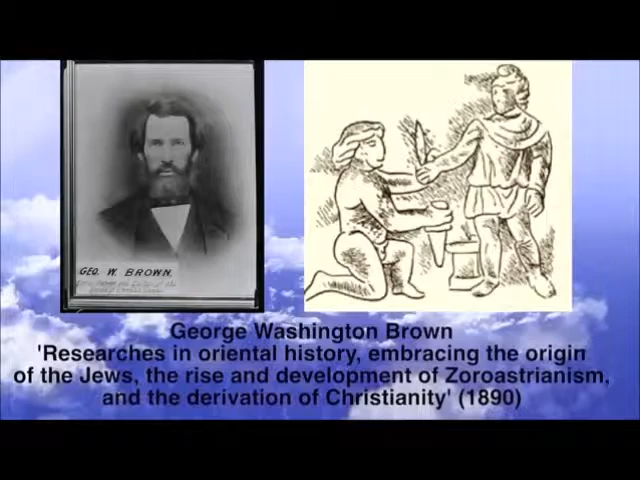 GEO. W. BROWN,
George Washington Brown
'Researches in oriental history, embracing the origin
of the Jews, the rise and development of Zoroastrianism,
and the derivation of Christianity' (1890)